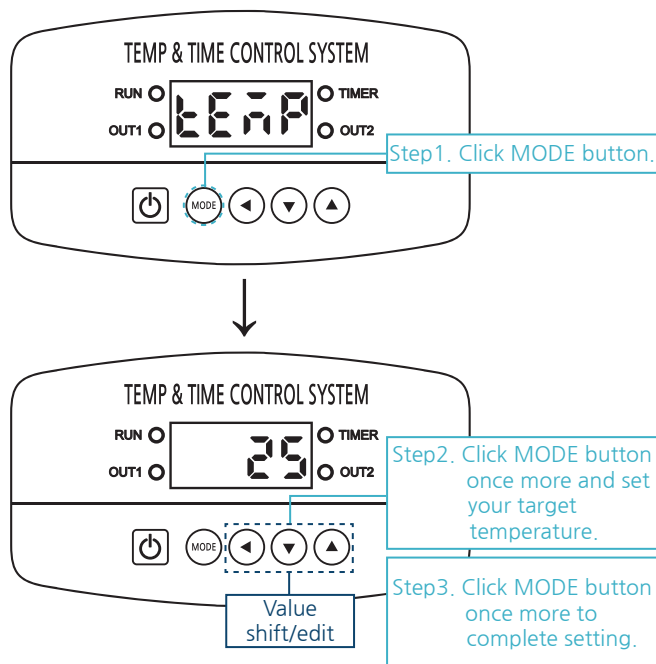 TEMP & TIME CONTROL SYSTEM
RUN
TIMER
tEMP
OUT1
OUT2
Step1. Click MODE button.
MODE
TEMP & TIME CONTROL SYSTEM
RUN
TIMER
25
OUT1
OUT2
Step2. Click MODE button
once more and set
your target
temperature.
MODE
Step3. Click MODE button
once more to
complete setting.
Value
shift/edit